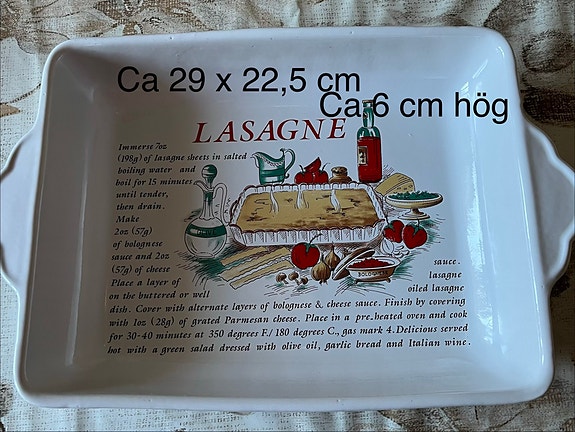 Ca 29 x 22,5 cm
Ca 6 cm hög
LASAGNE
Immerse 7oz
(198g) of lasagne sheets in salted
boiling water and
boil for 15 minutes
until tender,
then drain.
Make
2oz (57g)
of bolognese
sauce and 2oz sauce.
(57g) of cheese lasagne
Place a layer of oiled lasagne
on the buttered or well
dish. Cover with alternate layers of bolognese & cheese sauce. Finish by covering
with 1oz (28g) of grated Parmesan cheese. Place in a pre.heated oven and cook
for 30-40 minutes at 350 degrees F./ 180 degrees C., gas mark 4. Delicious served
hot with a green salad dressed with olive oil, garlic bread and Italian wine.
BOLOGNESE